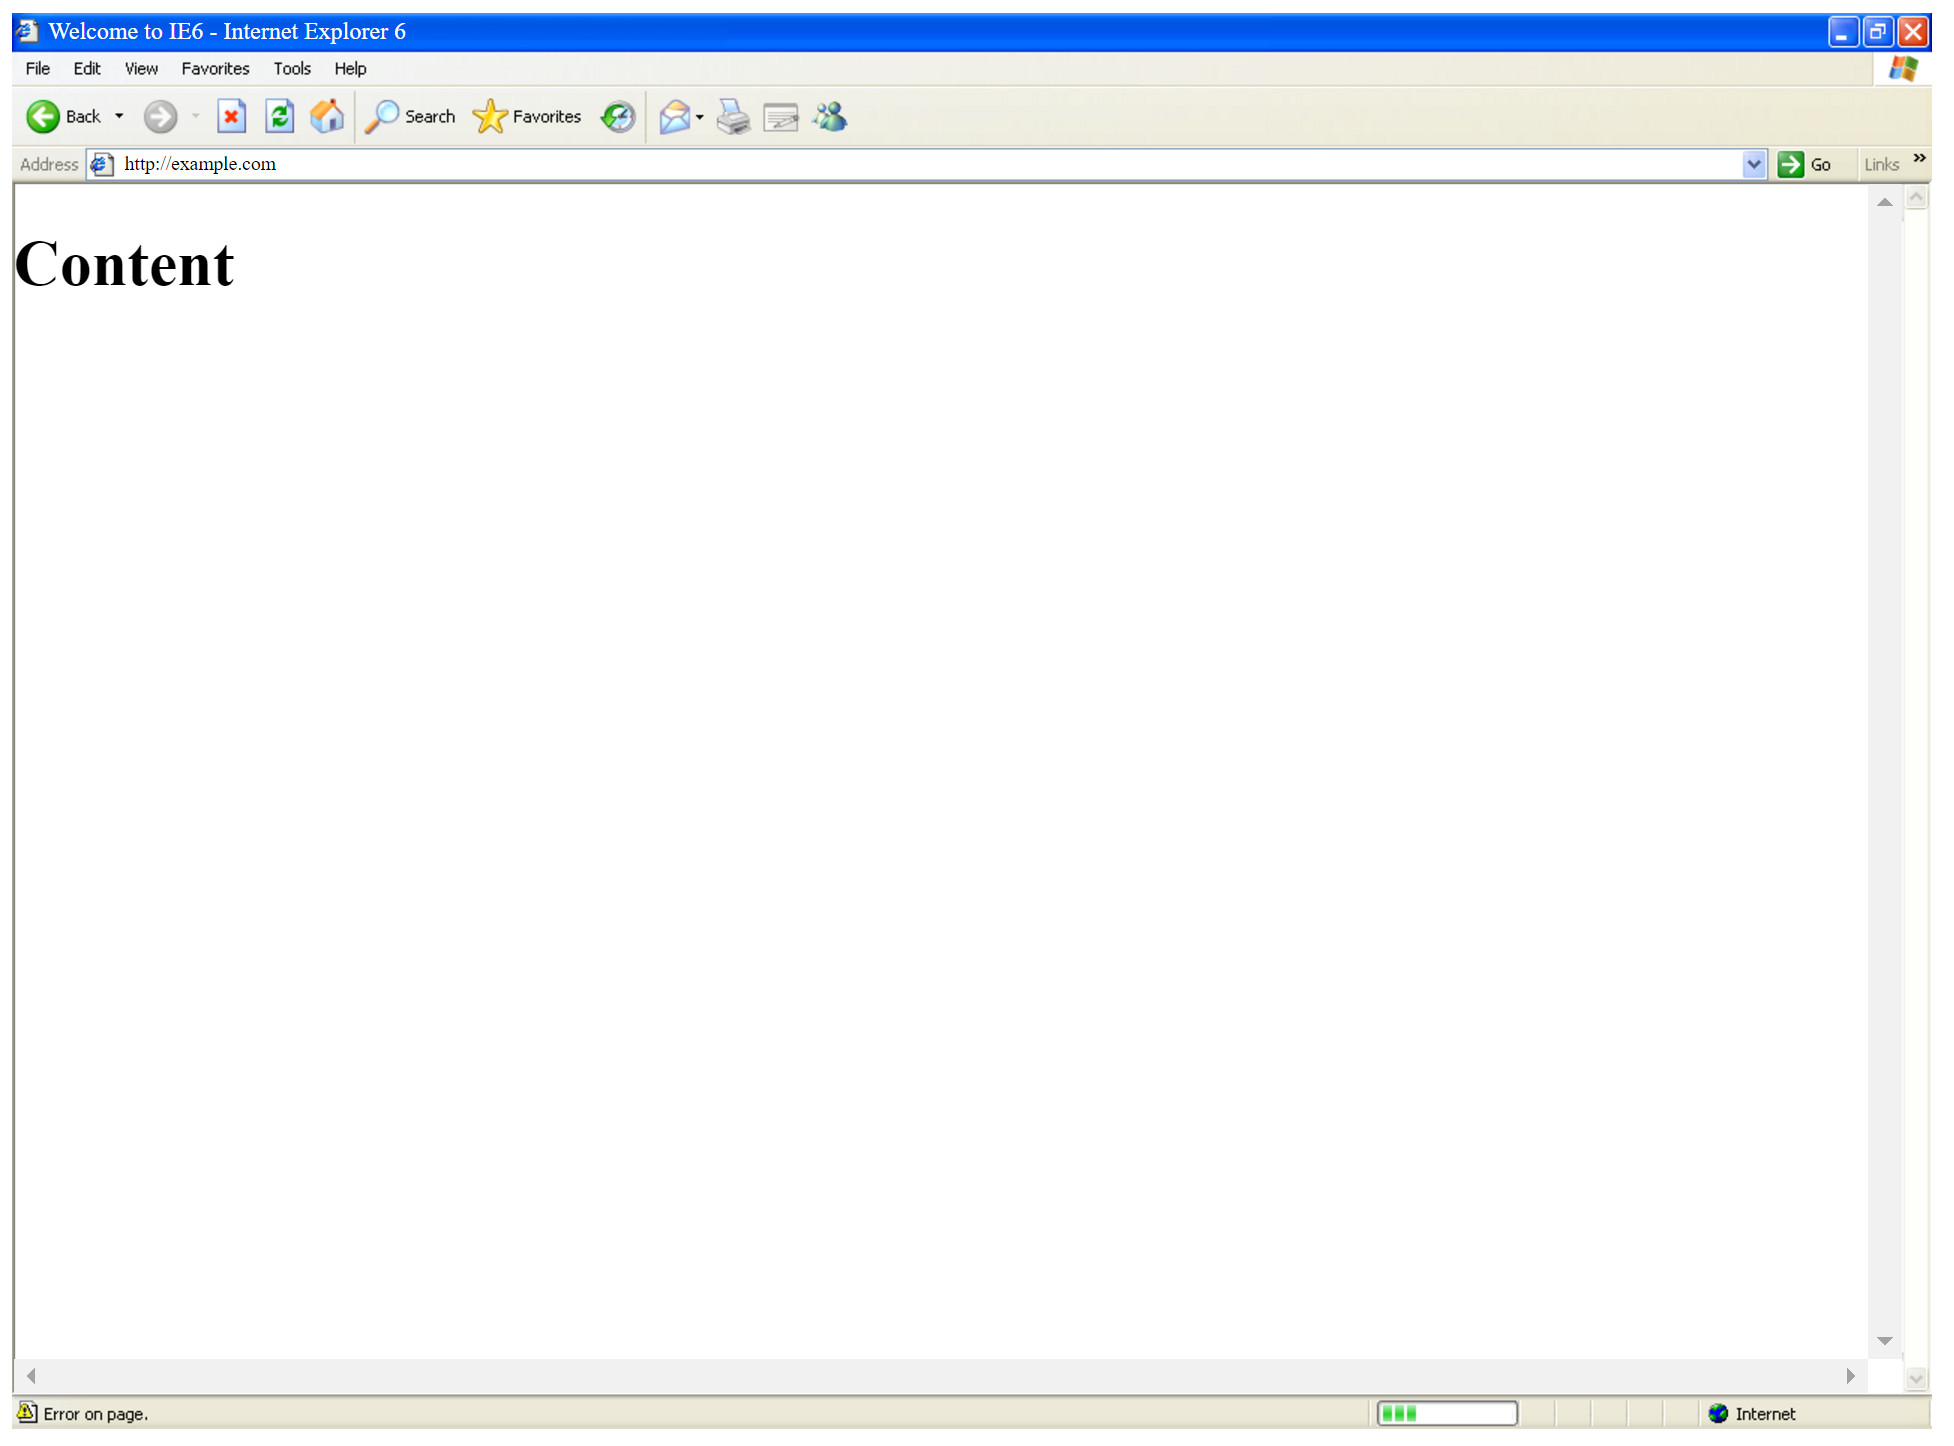 Welcome to IE6 - Internet Explorer 6
File Edit View Favorites Tools Help
Back Search Favorites
Address http://example.com Go Links »
Content
Error on page. Internet